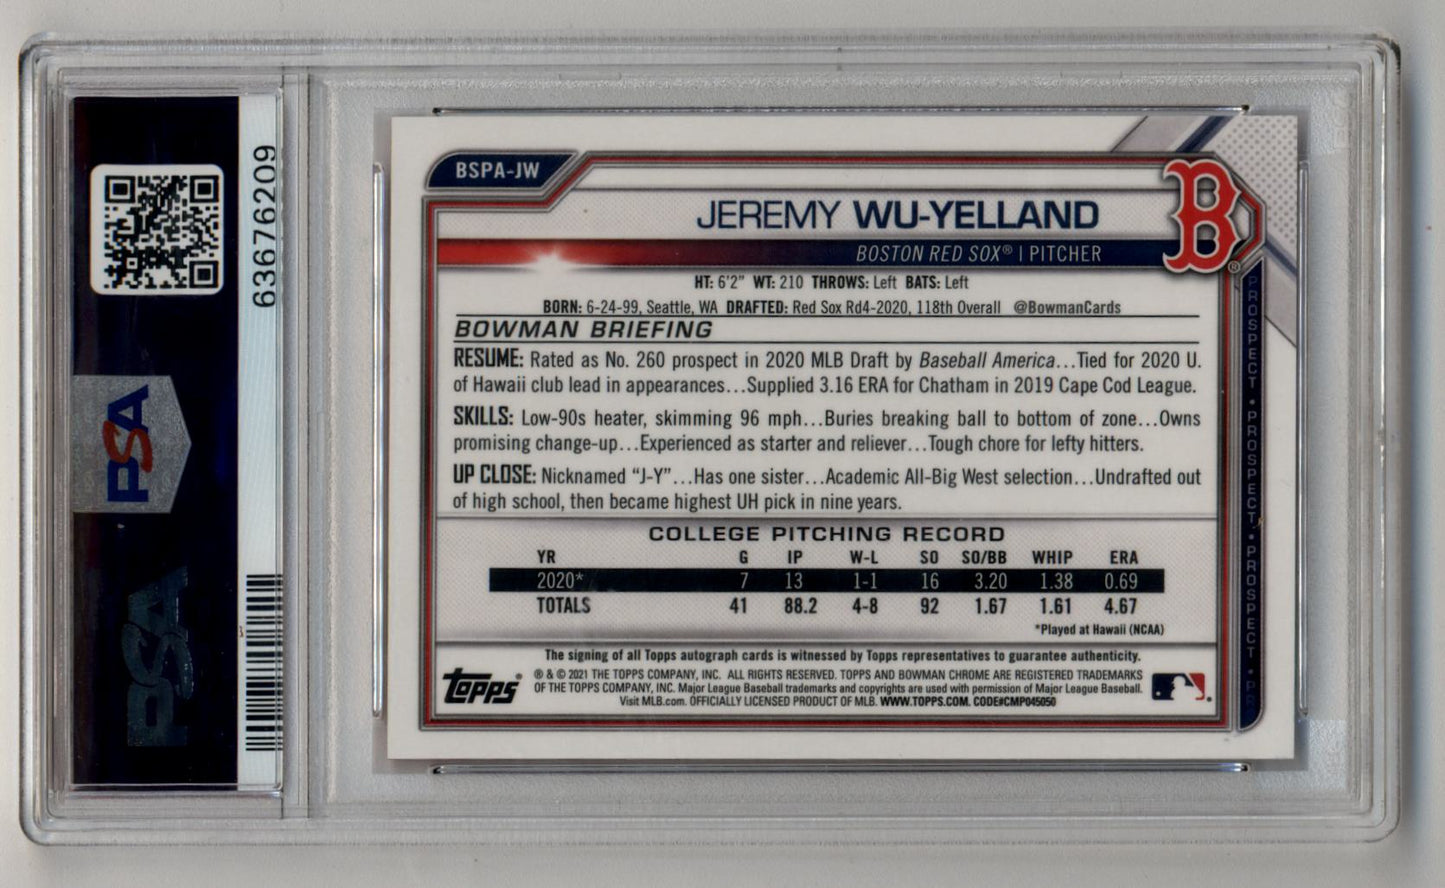 63676209
PSA
PSA
BSPA-JW
JEREMY WU-YELLAND
B®
BOSTON RED SOX® | PITCHER
HT: 6'2" WT: 210 THROWS: Left BATS: Left
BORN: 6-24-99, Seattle, WA DRAFTED: Red Sox Rd4-2020, 118th Overall @BowmanCards
BOWMAN BRIEFING
RESUME: Rated as No. 260 prospect in 2020 MLB Draft by Baseball America...Tied for 2020 U.
of Hawaii club lead in appearances...Supplied 3.16 ERA for Chatham in 2019 Cape Cod League.
SKILLS: Low-90s heater, skimming 96 mph...Buries breaking ball to bottom of zone...Owns
promising change-up...Experienced as starter and reliever...Tough chore for lefty hitters.
UP CLOSE: Nicknamed “J-Y”...Has one sister...Academic All-Big West selection...Undrafted out
of high school, then became highest UH pick in nine years.
COLLEGE PITCHING RECORD
YR G IP W-L SO SO/BB WHIP ERA
2020* 7 13 1-1 16 3.20 1.38 0.69
TOTALS 41 88.2 4-8 92 1.67 1.61 4.67
*Played at Hawaii (NCAA)
The signing of all Topps autograph cards is witnessed by Topps representatives to guarantee authenticity.
Topps®
® & © 2021 THE TOPPS COMPANY, INC. ALL RIGHTS RESERVED. TOPPS AND BOWMAN CHROME ARE REGISTERED TRADEMARKS
OF THE TOPPS COMPANY, INC. Major League Baseball trademarks and copyrights are used with permission of Major League Baseball.
Visit MLB.com. OFFICIALLY LICENSED PRODUCT OF MLB. WWW.TOPPS.COM. CODE#CMP045050
PROSPECT • PROSPECT • PROSPECT • PR